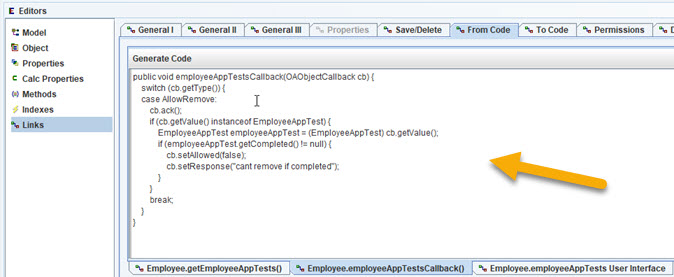 Editors
Model
Object
Properties
Calc Properties
Methods
Indexes
Links
General I General II General III Properties Save/Delete From Code To Code Permissions
Generate Code
public void employeeAppTestsCallback(OAObjectCallback cb) {
switch (cb.getType()) {
case AllowRemove:
cb.ack();
if (cb.getValue() instanceof EmployeeAppTest) {
EmployeeAppTest employeeAppTest = (EmployeeAppTest) cb.getValue();
if (employeeAppTest.getCompleted() != null) {
cb.setAllowed(false);
cb.setResponse("cant remove if completed");
}
}
break;
}
}
Employee.getEmployeeAppTests() Employee.employeeAppTestsCallback() Employee.employeeAppTests User Interface